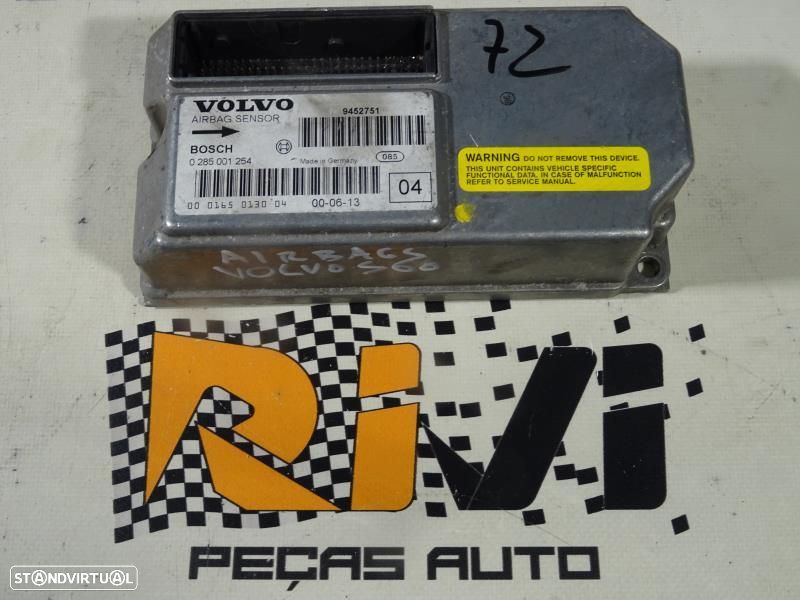 72
VOLVO
AIRBAG SENSOR
9452751
BOSCH
0 285 001 254
Made in Germany
085
04
00 0165 0130 04
00-06-13
WARNING DO NOT REMOVE THIS DEVICE.
THIS UNIT CONTAINS VEHICLE SPECIFIC
FUNCTIONAL DATA. IN CASE OF MALFUNCTION
REFER TO SERVICE MANUAL.
AIRBAGS
VOLVO S60
RiVi
PEÇAS AUTO
STANDVIRTUAL